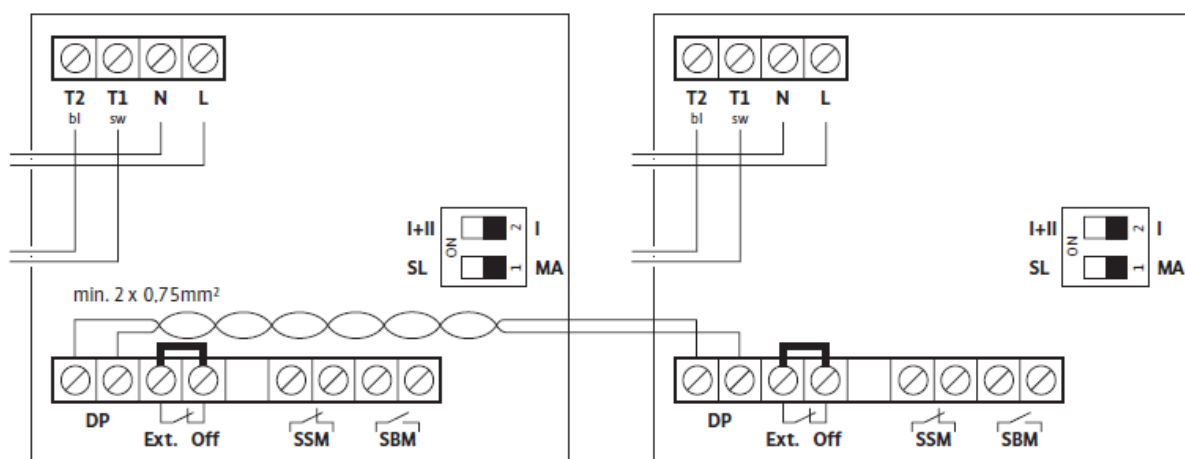 T2 T1 N L
bl sw
I+II ON 2 I
SL 1 MA
min. 2 x 0,75mm²
DP Ext. Off SSM SBM
T2 T1 N L
bl sw
I+II ON 2 I
SL 1 MA
DP Ext. Off SSM SBM